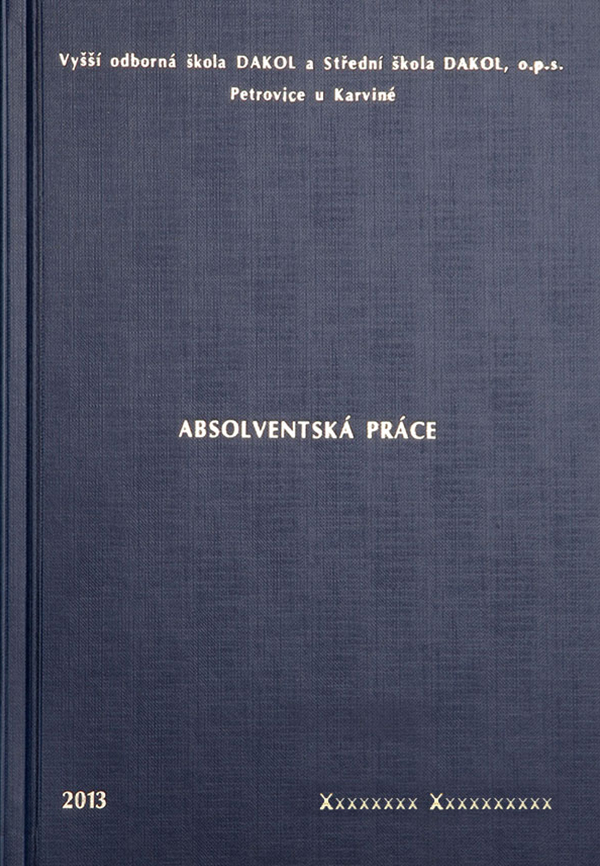 Vyšší odborná škola DAKOL a Střední škola DAKOL, o.p.s.
Petrovice u Karviné
ABSOLVENTSKÁ PRÁCE
2013 Xxxxxxxx Xxxxxxxxxx